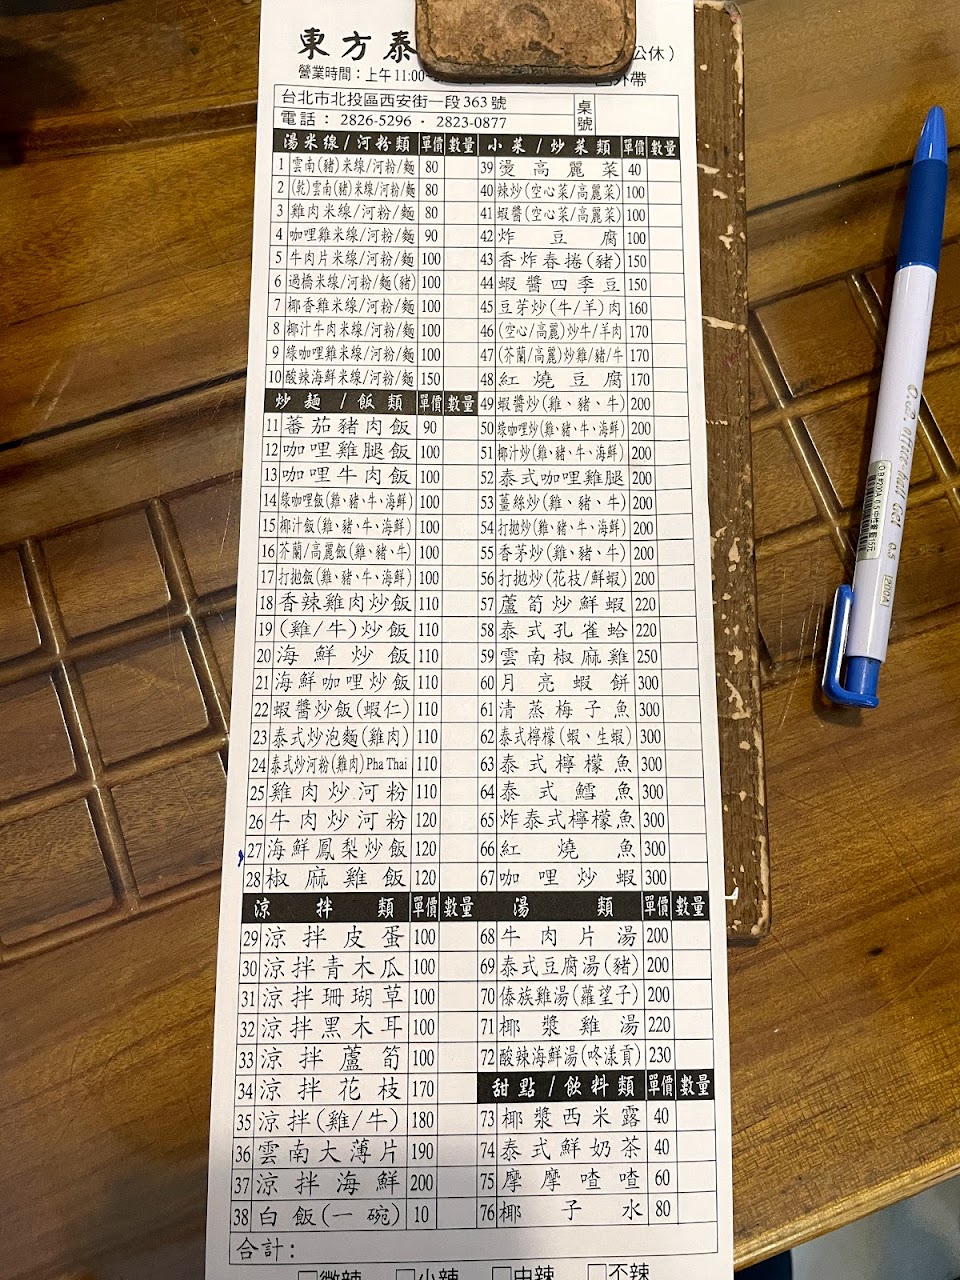 東方泰
公休）
營業時間：上午11:00~
外帶
台北市北投區西安街一段363號
電話： 2826-5296 · 2823-0877
桌號
湯米線/河粉類 單價 數量
1 雲南(豬)米線/河粉/麵 80
2 (乾)雲南(豬)米線/河粉/麵 80
3 雞肉米線/河粉/麵 80
4 咖哩雞米線/河粉/麵 90
5 牛肉片米線/河粉/麵 100
6 過橋米線/河粉/麵(豬) 100
7 椰香雞米線/河粉/麵 100
8 椰汁牛肉米線/河粉/麵 100
9 綠咖哩雞米線/河粉/麵 100
10 酸辣海鮮米線/河粉/麵 150
炒麵/飯類 單價 數量
11 蕃茄豬肉飯 90
12 咖哩雞腿飯 100
13 咖哩牛肉飯 100
14 綠咖哩飯(雞、豬、牛、海鮮) 100
15 椰汁飯(雞、豬、牛、海鮮) 100
16 芥蘭/高麗飯(雞、豬、牛) 100
17 打拋飯(雞、豬、牛、海鮮) 100
18 香辣雞肉炒飯 110
19 (雞/牛)炒飯 110
20 海鮮炒飯 110
21 海鮮咖哩炒飯 110
22 蝦醬炒飯(蝦仁) 110
23 泰式炒泡麵(雞肉) 110
24 泰式炒河粉(雞肉)Pha Thai 110
25 雞肉炒河粉 110
26 牛肉炒河粉 120
27 海鮮鳳梨炒飯 120
28 椒麻雞飯 120
涼拌類 單價 數量
29 涼拌皮蛋 100
30 涼拌青木瓜 100
31 涼拌珊瑚草 100
32 涼拌黑木耳 100
33 涼拌蘆筍 100
34 涼拌花枝 170
35 涼拌(雞/牛) 180
36 雲南大薄片 190
37 涼拌海鮮 200
38 白飯(一碗) 10
小菜/炒菜類 單價 數量
39 燙高麗菜 40
40 辣炒(空心菜/高麗菜) 100
41 蝦醬(空心菜/高麗菜) 100
42 炸豆腐 100
43 香炸春捲(豬) 150
44 蝦醬四季豆 150
45 豆芽炒(牛/羊)肉 160
46 (空心/高麗)炒牛/羊肉 170
47 (芥蘭/高麗)炒雞/豬/牛 170
48 紅燒豆腐 170
49 蝦醬炒(雞、豬、牛) 200
50 綠咖哩炒(雞、豬、牛、海鮮) 200
51 椰汁炒(雞、豬、牛、海鮮) 200
52 泰式咖哩雞腿 200
53 薑絲炒(雞、豬、牛) 200
54 打拋炒(雞、豬、牛、海鮮) 200
55 香茅炒(雞、豬、牛) 200
56 打拋炒(花枝/鮮蝦) 200
57 蘆筍炒鮮蝦 220
58 泰式孔雀蛤 220
59 雲南椒麻雞 250
60 月亮蝦餅 300
61 清蒸梅子魚 300
62 泰式檸檬(蝦、生蝦) 300
63 泰式檸檬魚 300
64 泰式鱈魚 300
65 炸泰式檸檬魚 300
66 紅燒魚 300
67 咖哩炒蝦 300
湯類 單價 數量
68 牛肉片湯 200
69 泰式豆腐湯(豬) 200
70 傣族雞湯(蘿望子) 200
71 椰漿雞湯 220
72 酸辣海鮮湯(咚漾貢) 230
甜點/飲料類 單價 數量
73 椰漿西米露 40
74 泰式鮮奶茶 40
75 摩摩喳喳 60
76 椰子水 80
合計：
□微辣 □小辣 □中辣 □不辣